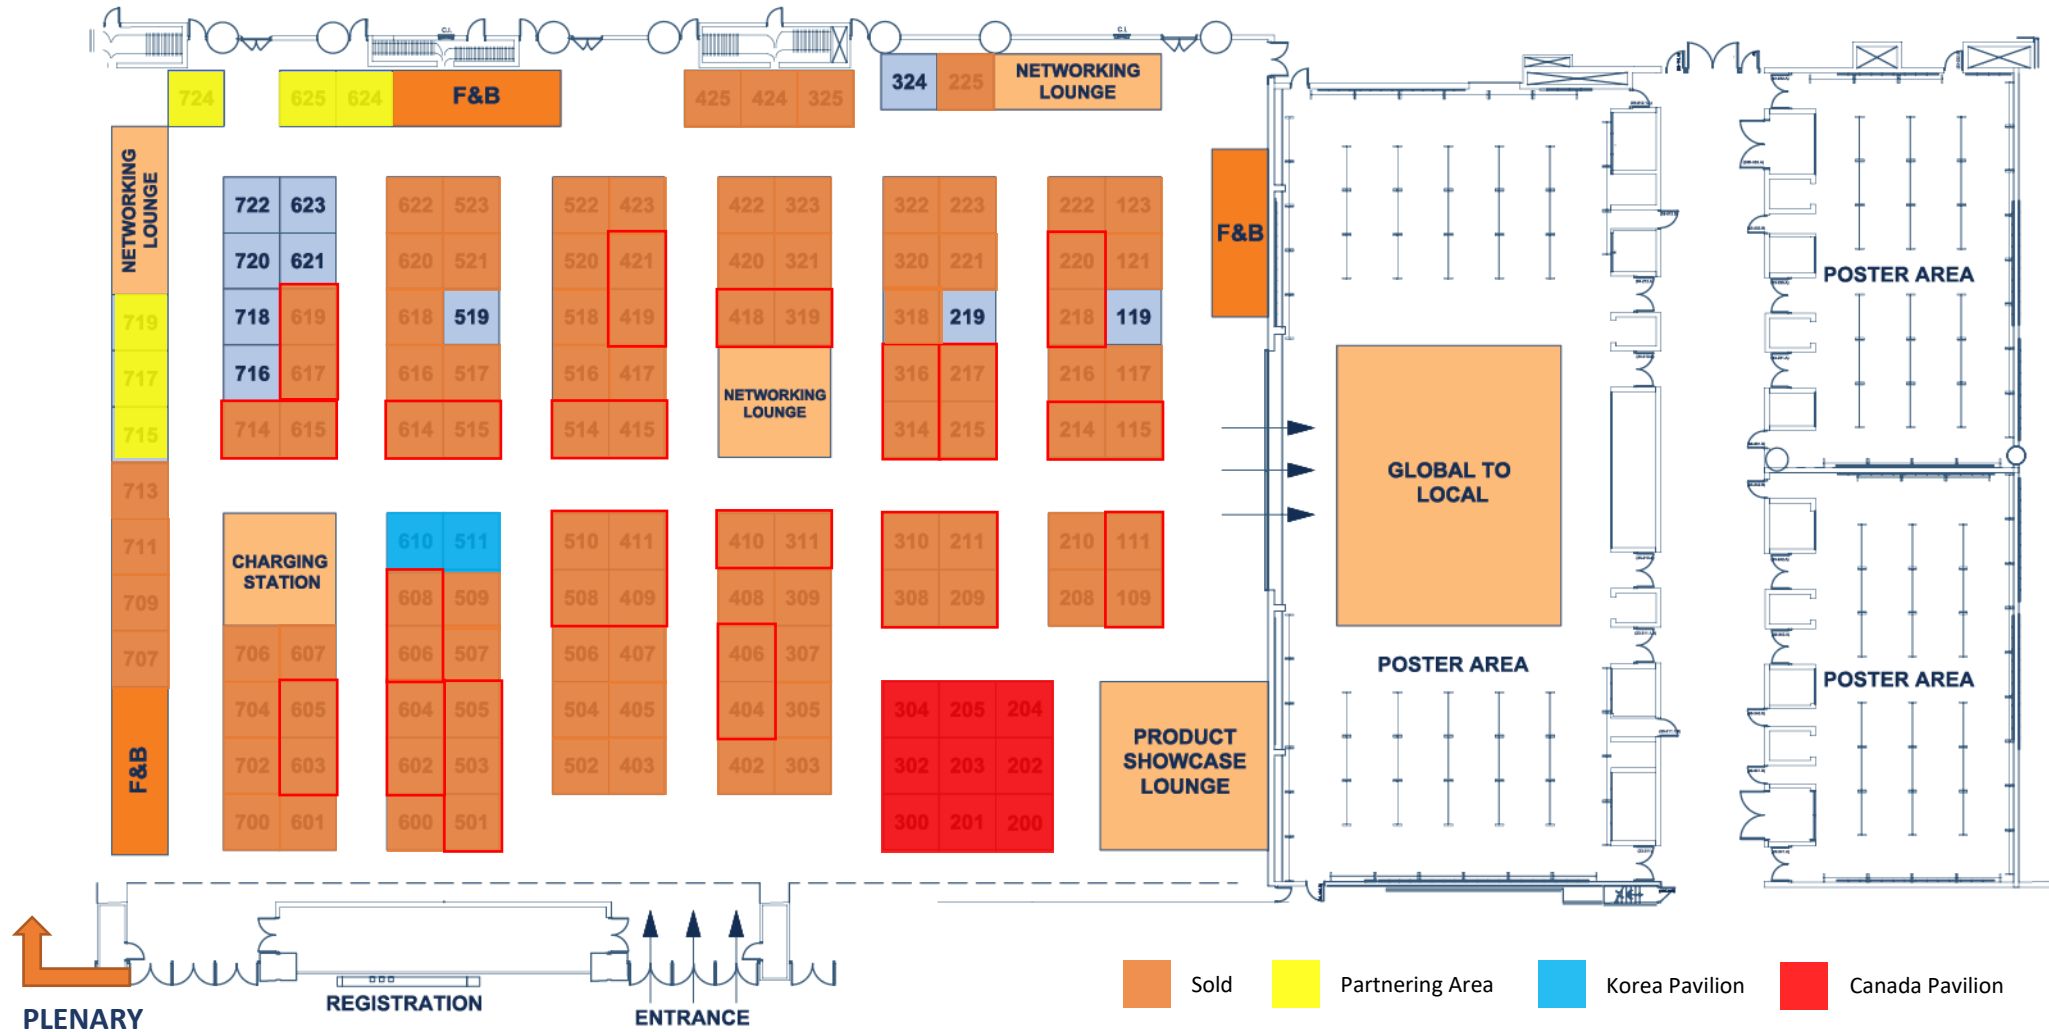 C.I.
C.I.
724
625 624
F&B
425 424 325
324 225
NETWORKING
LOUNGE
NETWORKING
LOUNGE
722 623
622 523
522 423
422 323
322 223
222 123
F&B
720 621
620 521
520 421
420 321
320 221
220 121
POSTER AREA
719
718 619
618 519
518 419
418 319
318 219
218 119
717
716 617
616 517
516 417
NETWORKING
LOUNGE
316 217
216 117
715
714 615
614 515
514 415
314 215
214 115
GLOBAL TO
LOCAL
713
711
CHARGING
STATION
610 511
510 411
410 311
310 211
210 111
709
608 509
508 409
408 309
308 209
208 109
707
706 607
606 507
506 407
406 307
POSTER AREA
POSTER AREA
F&B
704 605
604 505
504 405
404 305
304 205 204
PRODUCT
SHOWCASE
LOUNGE
702 603
602 503
502 403
402 303
302 203 202
700 601
600 501
300 201 200
PLENARY
REGISTRATION
ENTRANCE
Sold
Partnering Area
Korea Pavilion
Canada Pavilion